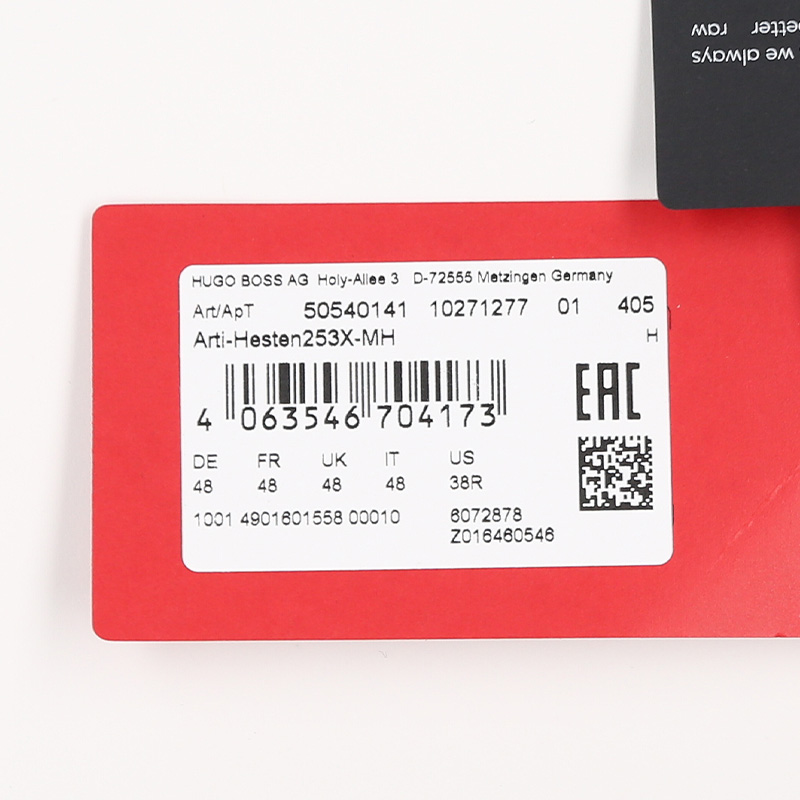 better raw
we always
HUGO BOSS AG Holy-Allee 3 D-72555 Metzingen Germany
Art/ApT 50540141 10271277 01 405
Arti-Hesten253X-MH H
4 063546 704173
EAC
DE FR UK IT US
48 48 48 48 38R
1001 4901601558 00010 6072878
Z016460546